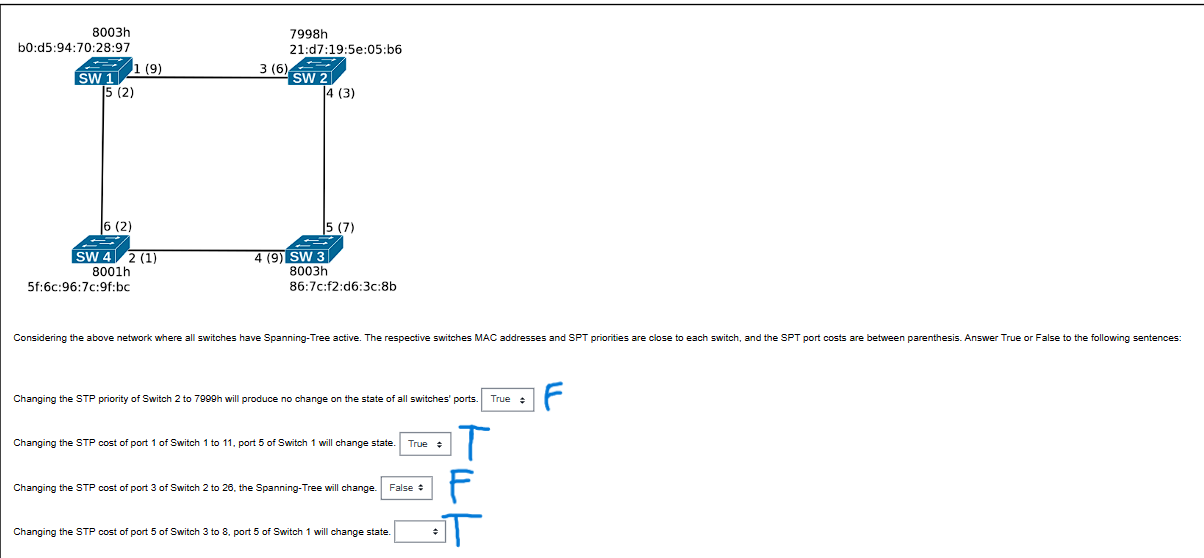 8003h 7998h
b0:d5:94:70:28:97 21:d7:19:5e:05:b6
1 (9) 3 (6)
SW 1 SW 2
5 (2) 4 (3)
6 (2) 5 (7)
SW 4 2 (1) 4 (9) SW 3
8001h 8003h
5f:6c:96:7c:9f:bc 86:7c:f2:d6:3c:8b
Considering the above network where all switches have Spanning-Tree active. The respective switches MAC addresses and SPT priorities are close to each switch, and the SPT port costs are between parenthesis. Answer True or False to the following sentences:
Changing the STP priority of Switch 2 to 7999h will produce no change on the state of all switches' ports. True F
Changing the STP cost of port 1 of Switch 1 to 11, port 5 of Switch 1 will change state. True T
Changing the STP cost of port 3 of Switch 2 to 26, the Spanning-Tree will change. False F
Changing the STP cost of port 5 of Switch 3 to 8, port 5 of Switch 1 will change state. T